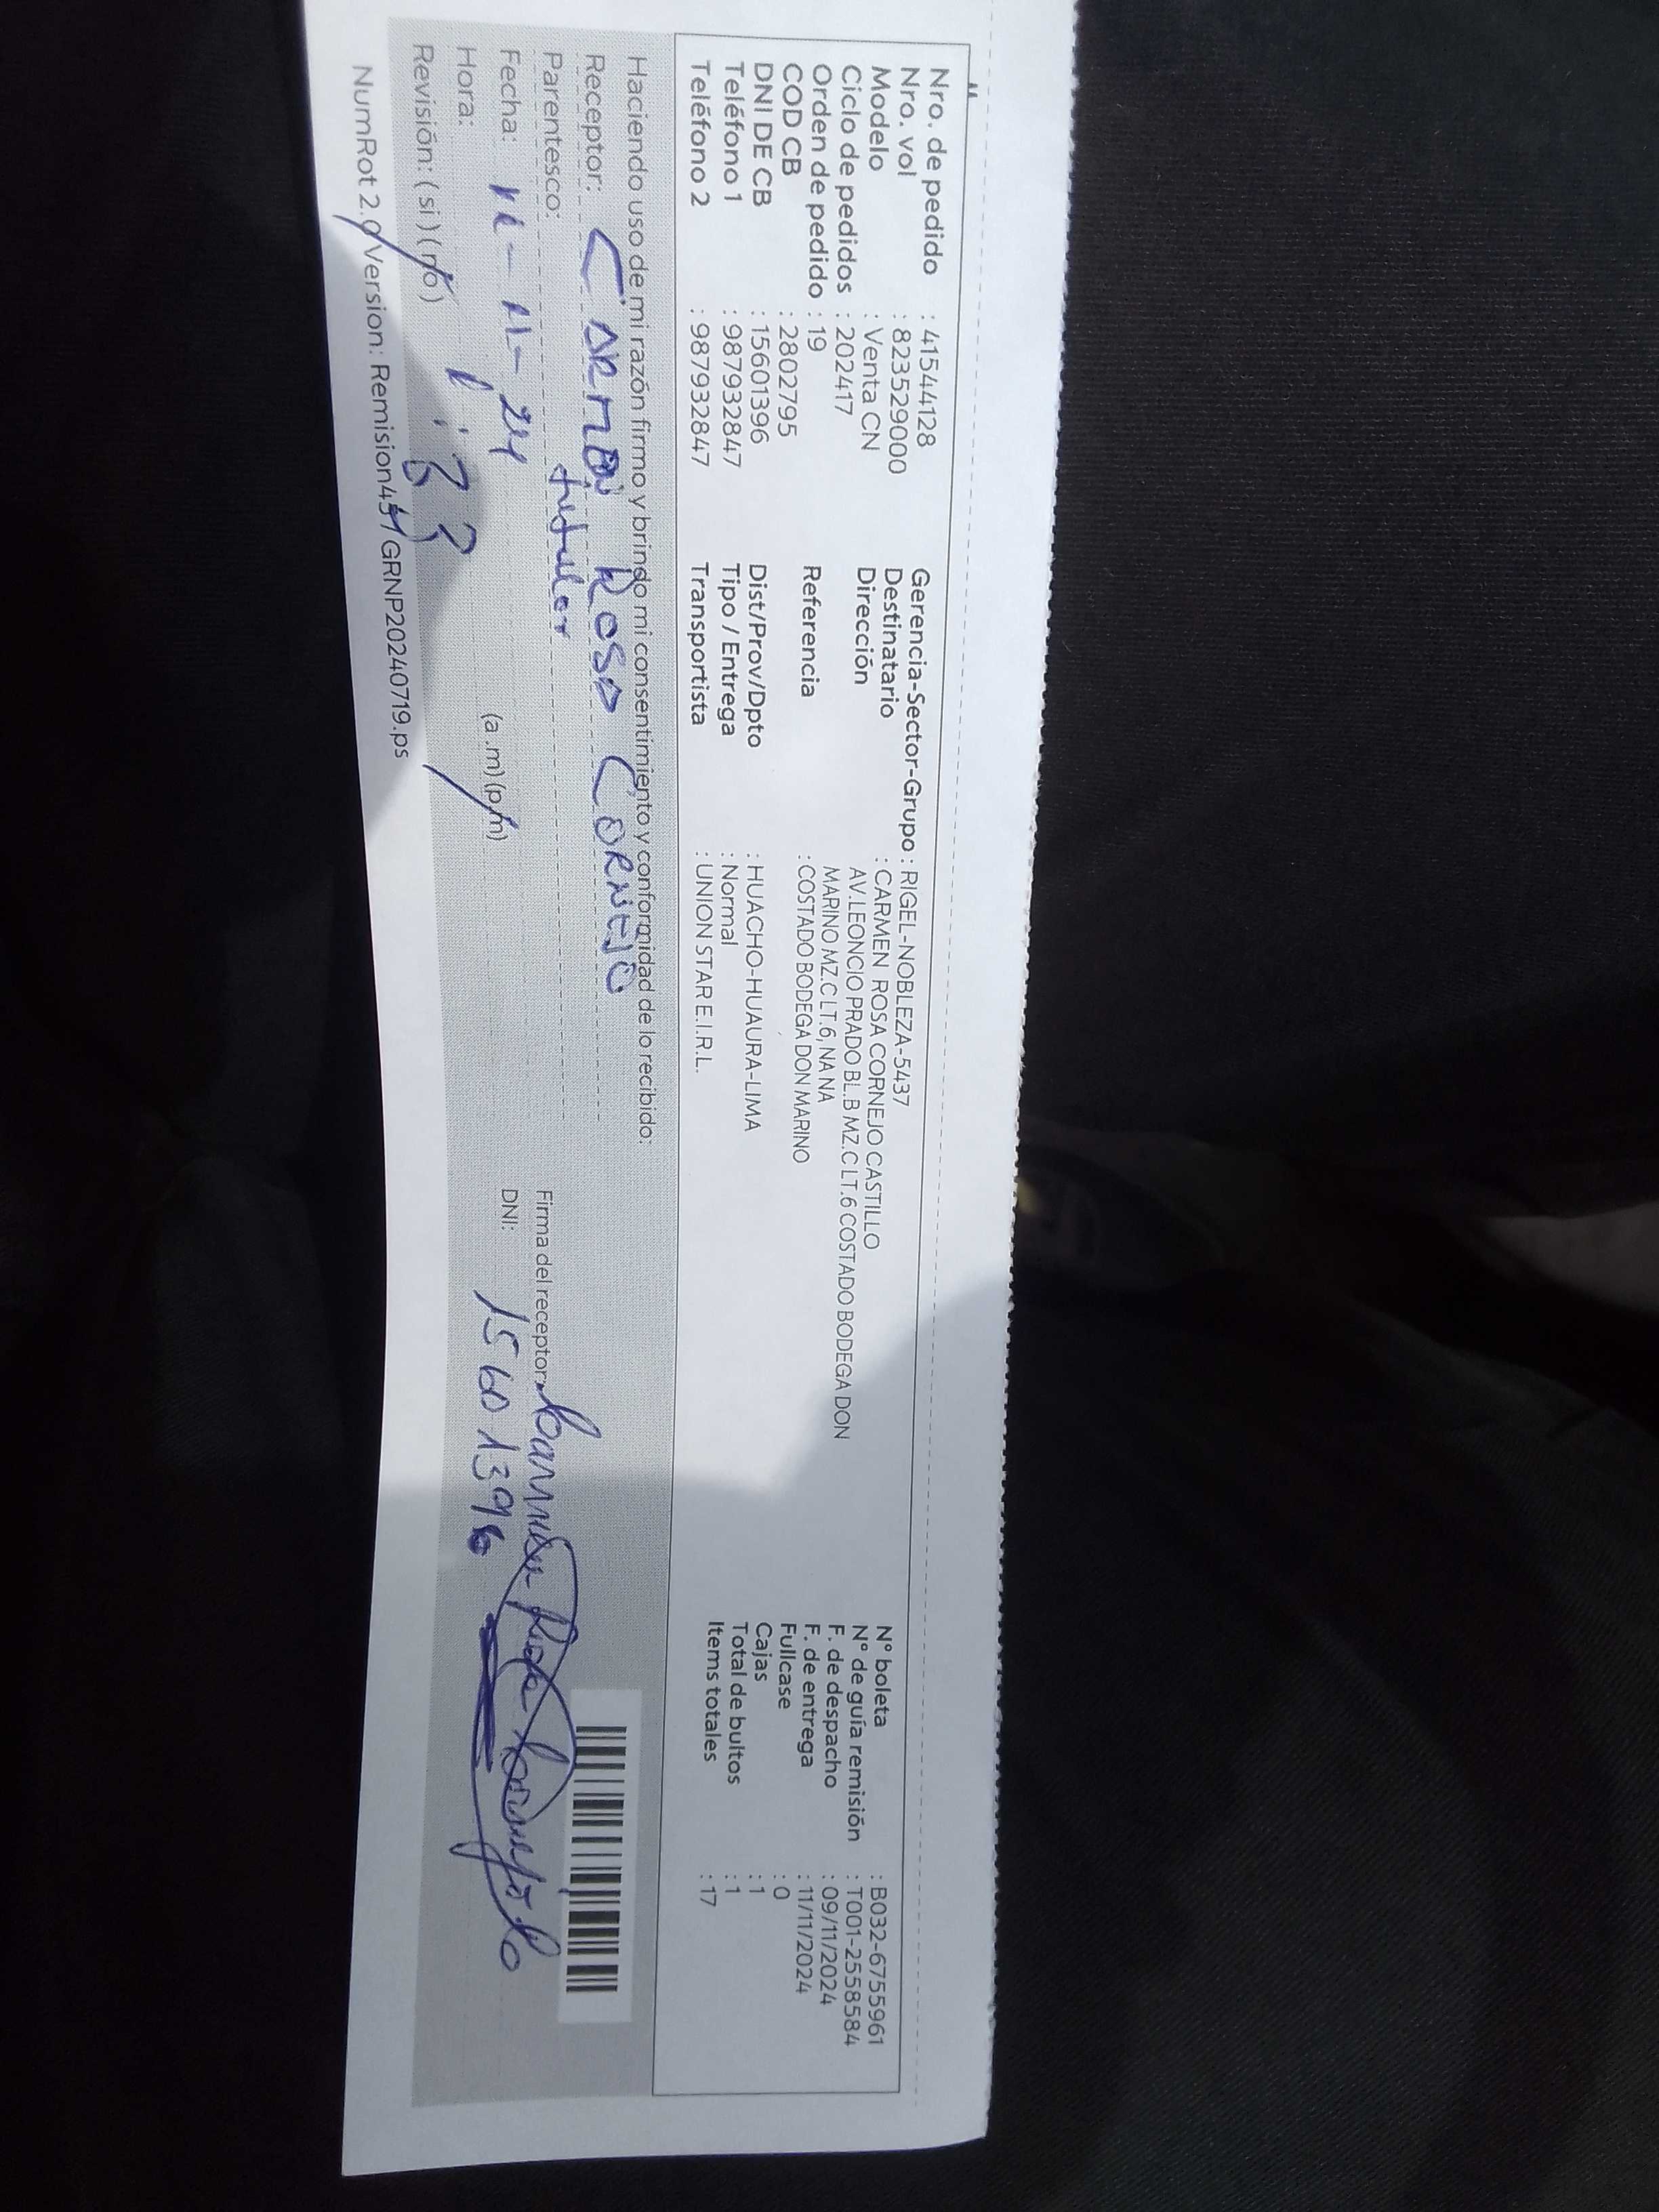 Nro. de pedido : 41544128
Nro. vol : 823529000
Modelo : Venta CN
Ciclo de pedidos : 202417
Orden de pedido : 19
COD CB : 2802795
DNI DE CB : 15601396
Teléfono 1 : 987932847
Teléfono 2 : 987932847
Gerencia-Sector-Grupo : RIGEL-NOBLEZA-5437
Destinatario : CARMEN ROSA CORNEJO CASTILLO
Dirección AV.LEONCIO PRADO BL.B MZ.C LT.6 COSTADO BODEGA DON
MARINO MZ.C LT.6, NA NA
Referencia : COSTADO BODEGA DON MARINO
Dist/Prov/Dpto : HUACHO-HUAURA-LIMA
Tipo / Entrega : Normal
Transportista : UNION STAR E.I.R.L.
N° boleta : B032-6755961
N° de guía remisión : T001-2558584
F. de despacho : 09/11/2024
F. de entrega : 11/11/2024
Fullcase : 0
Cajas : 1
Total de bultos : 1
Items totales : 17
Haciendo uso de mi razón firmo y brindo mi consentimiento y conformidad de lo recibido:
Receptor: CARMEN ROSA CORNEJO
Parentesco: titular
Fecha: 11-24
Hora: (a.m)(p.m)
Revisión: (si)(no)
Firma del receptor: Carmen Rosa
DNI: 15601396
NumRot 2.0 Version: GRNP20240719.ps